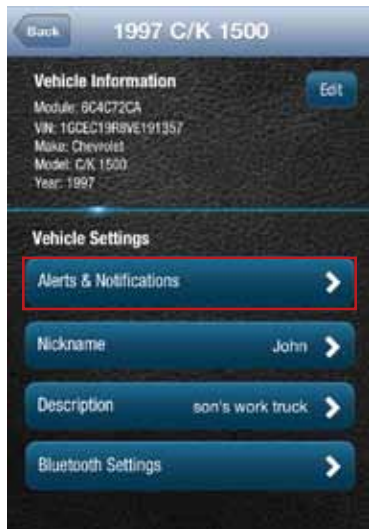 Back 1997 C/K 1500
Vehicle Information
Edit
Module: 6C4C72CA
VIN: 1GCEC19R8VE191357
Make: Chevrolet
Model: C/K 1500
Year: 1997
Vehicle Settings
Alerts & Notifications
Nickname John
Description son's work truck
Bluetooth Settings